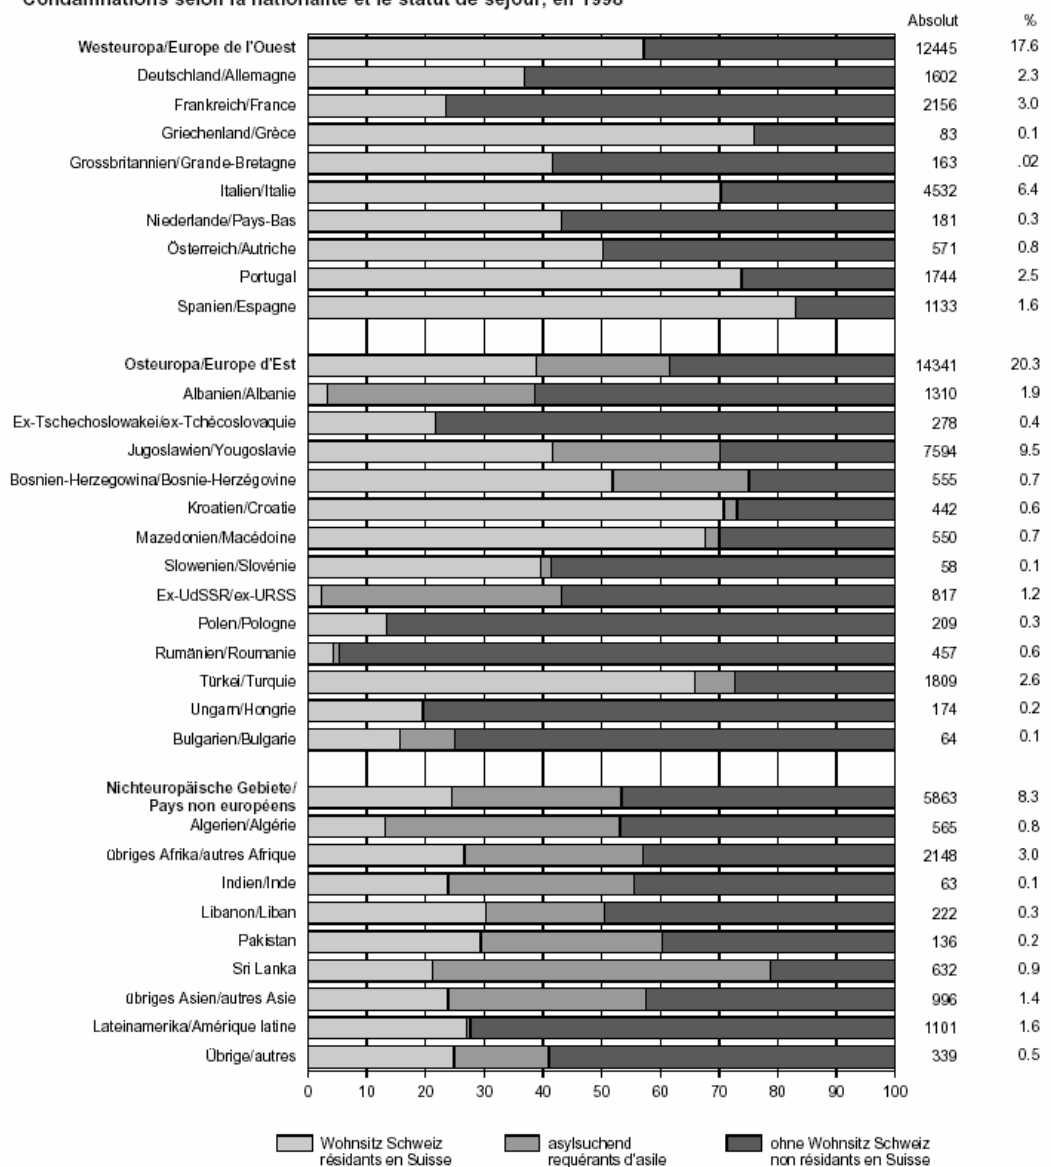 Condamnations selon la nationalité et le statut de séjour, en 1998
Absolut %
Westeuropa/Europe de l'Ouest 12445 17.6
Deutschland/Allemagne 1602 2.3
Frankreich/France 2156 3.0
Griechenland/Grèce 83 0.1
Grossbritannien/Grande-Bretagne 163 .02
Italien/Italie 4532 6.4
Niederlande/Pays-Bas 181 0.3
Österreich/Autriche 571 0.8
Portugal 1744 2.5
Spanien/Espagne 1133 1.6
Osteuropa/Europe d'Est 14341 20.3
Albanien/Albanie 1310 1.9
Ex-Tschechoslowakei/ex-Tchécoslovaquie 278 0.4
Jugoslawien/Yougoslavie 7594 9.5
Bosnien-Herzegowina/Bosnie-Herzégovine 555 0.7
Kroatien/Croatie 442 0.6
Mazedonien/Macédoine 550 0.7
Slowenien/Slovénie 58 0.1
Ex-UdSSR/ex-URSS 817 1.2
Polen/Pologne 209 0.3
Rumänien/Roumanie 457 0.6
Türkei/Turquie 1809 2.6
Ungarn/Hongrie 174 0.2
Bulgarien/Bulgarie 64 0.1
Nichteuropäische Gebiete/
Pays non européens 5863 8.3
Algerien/Algérie 565 0.8
übriges Afrika/autres Afrique 2148 3.0
Indien/Inde 63 0.1
Libanon/Liban 222 0.3
Pakistan 136 0.2
Sri Lanka 632 0.9
übriges Asien/autres Asie 996 1.4
Lateinamerika/Amérique latine 1101 1.6
Übrige/autres 339 0.5
0 10 20 30 40 50 60 70 80 90 100
Wohnsitz Schweiz
résidants en Suisse
asylsuchend
requérants d'asile
ohne Wohnsitz Schweiz
non résidants en Suisse